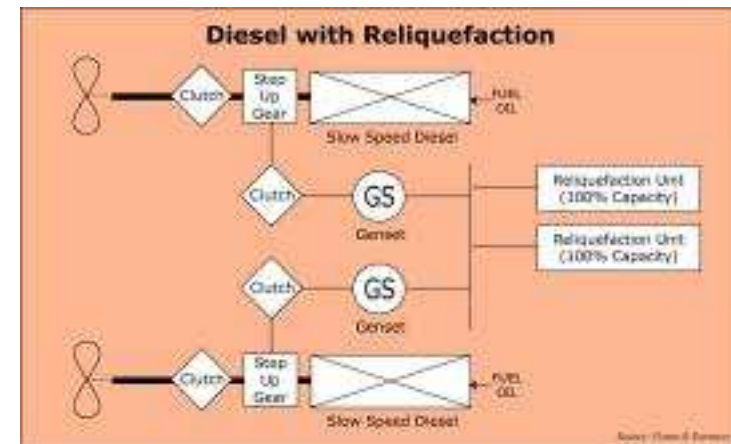 Diesel with Reliquefaction
Clutch
Step
Up
Gear
FUEL
OIL
Slow Speed Diesel
Clutch
GS
Genset
Reliquefaction Unit
(100% Capacity)
Reliquefaction Unit
(100% Capacity)
Clutch
GS
Genset
Clutch
Step
Up
Gear
FUEL
OIL
Slow Speed Diesel